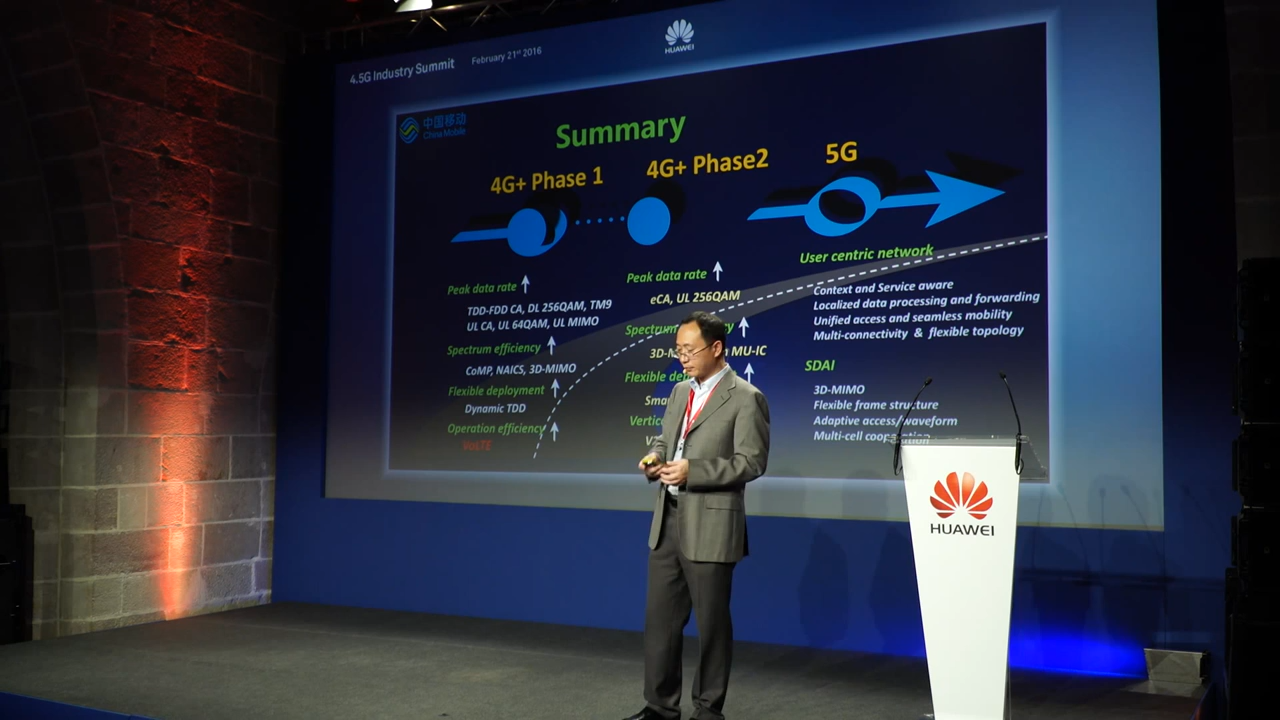 4.5G Industry Summit
February 21st 2016
HUAWEI
中国移动
China Mobile
Summary
4G+ Phase 1
4G+ Phase2
5G
Peak data rate
TDD-FDD CA, DL 256QAM, TM9
UL CA, UL 64QAM, UL MIMO
Spectrum efficiency
CoMP, NAICS, 3D-MIMO
Flexible deployment
Dynamic TDD
Operation efficiency
VoLTE
Peak data rate
eCA, UL 256QAM
MU-IC
Flexible
User centric network
Context and Service aware
Localized data processing and forwarding
Unified access and seamless mobility
Multi-connectivity & flexible topology
SDAI
3D-MIMO
Flexible frame structure
Adaptive access/waveform
Multi-cell
HUAWEI